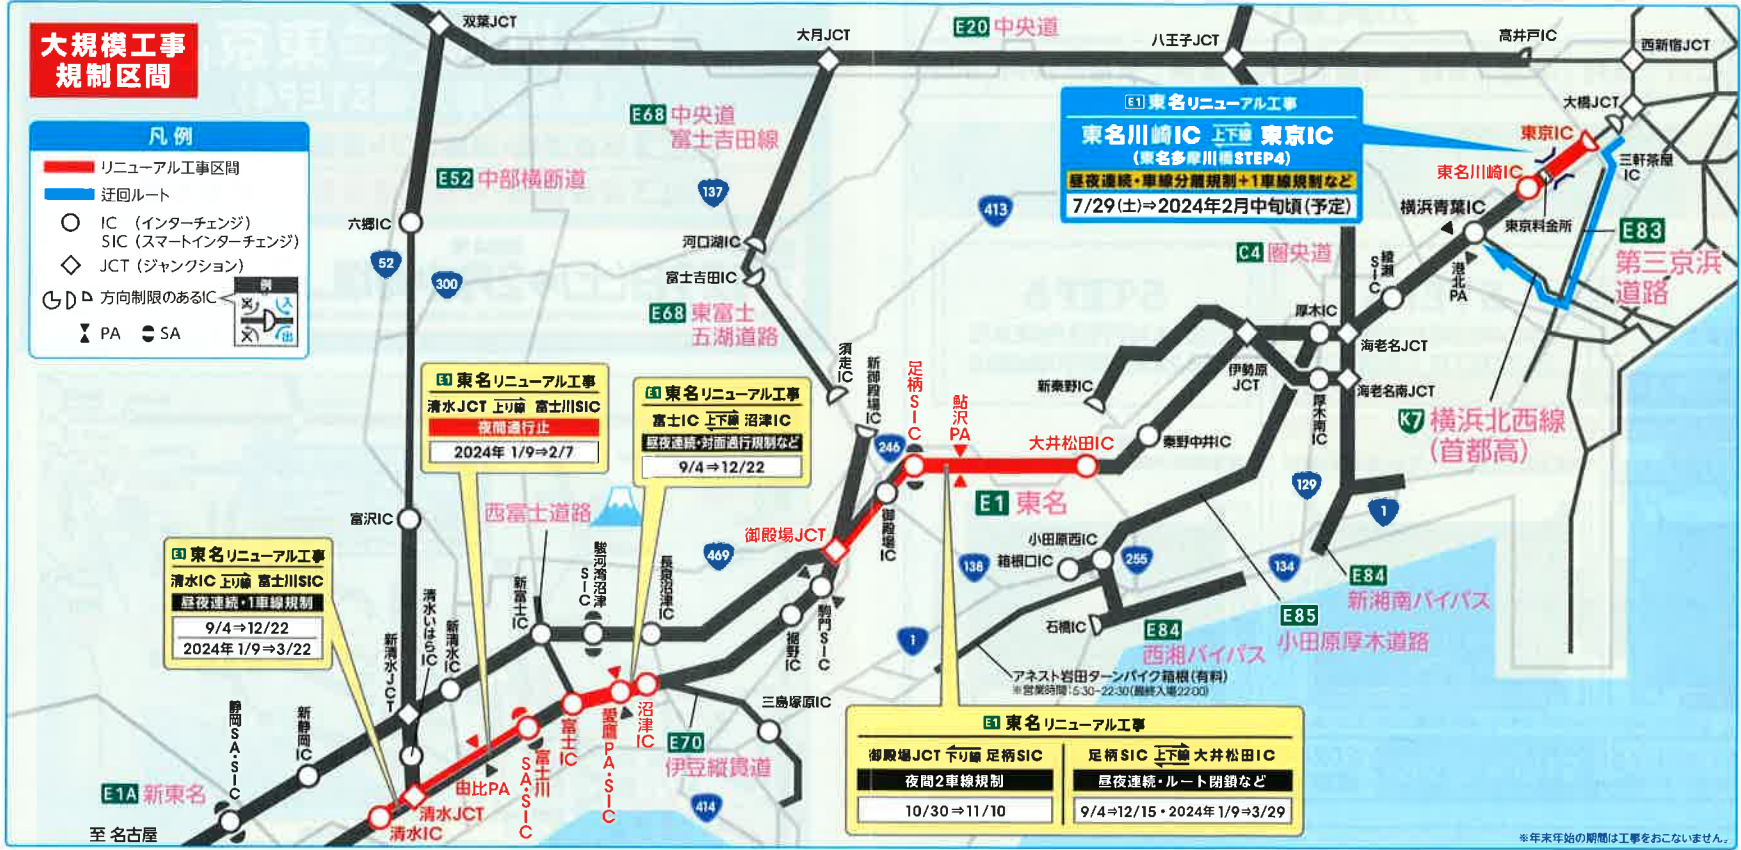 大規模工事
規制区間
凡例
リニューアル工事区間
迂回ルート
IC (インターチェンジ)
SIC (スマートインターチェンジ)
JCT (ジャンクション)
方向制限のあるIC
例
入
出
PA
SA
双葉JCT
大月JCT
E20 中央道
八王子JCT
高井戸IC
西新宿JCT
大橋JCT
東京IC
三軒茶屋
IC
東名川崎IC
横浜青葉IC
東京料金所
E83
第三京浜
道路
港北PA
綾瀬SIC
E1 東名リニューアル工事
東名川崎IC 上下線 東京IC
(東名多摩川橋STEP4)
昼夜連続・車線分離規制+1車線規制など
7/29(土)⇒2024年2月中旬頃(予定)
E68 中央道
富士吉田線
E52 中部横断道
137
413
六郷IC
52
300
河口湖IC
富士吉田IC
E68 東富士
五湖道路
C4 圏央道
厚木IC
海老名JCT
伊勢原
JCT
海老名南JCT
厚木南IC
K7 横浜北西線
(首都高)
須走IC
新御殿場IC
足柄SIC
鮎沢PA
新秦野IC
大井松田IC
秦野中井IC
246
E1 東名リニューアル工事
清水JCT 上り線 富士川SIC
夜間通行止
2024年 1/9⇒2/7
E1 東名リニューアル工事
富士IC 上下線 沼津IC
昼夜連続・対面通行規制など
9/4⇒12/22
E1 東名
129
1
富沢IC
西富士道路
御殿場JCT
御殿場IC
469
138
小田原西IC
箱根口IC
255
134
E84
新湘南バイパス
E1 東名リニューアル工事
清水IC 上り線 富士川SIC
昼夜連続・1車線規制
9/4⇒12/22
2024年 1/9⇒3/22
新清水JCT
清水いはらIC
新清水IC
新富士IC
駿河湾沼津SIC
長泉沼津IC
裾野IC
駒門SIC
1
石橋IC
E84
西湘バイパス
E85
小田原厚木道路
アネスト岩田ターンパイク箱根(有料)
※営業時間:5:30-22:30(最終入場22:00)
静岡SA・SIC
新静岡IC
三島塚原IC
E70
伊豆縦貫道
414
沼津IC
愛鷹PA・SIC
富士IC
富士川SA・SIC
由比PA
清水JCT
清水IC
E1A 新東名
至 名古屋
E1 東名リニューアル工事
御殿場JCT 下り線 足柄SIC
夜間2車線規制
10/30⇒11/10
足柄SIC 上下線 大井松田IC
昼夜連続・ルート閉鎖など
9/4⇒12/15・2024年 1/9⇒3/29
※年末年始の期間は工事をおこないません。